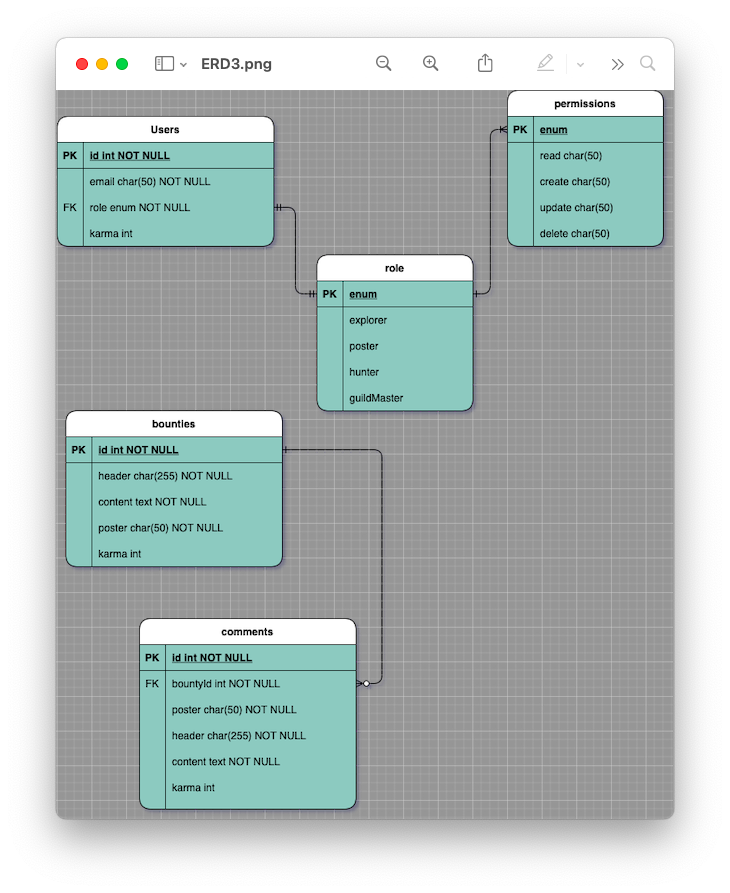 ERD3.png
permissions
PK enum
read char(50)
create char(50)
update char(50)
delete char(50)
Users
PK id int NOT NULL
email char(50) NOT NULL
FK role enum NOT NULL
karma int
role
PK enum
explorer
poster
hunter
guildMaster
bounties
PK id int NOT NULL
header char(255) NOT NULL
content text NOT NULL
poster char(50) NOT NULL
karma int
comments
PK id int NOT NULL
FK bountyId int NOT NULL
poster char(50) NOT NULL
header char(255) NOT NULL
content text NOT NULL
karma int